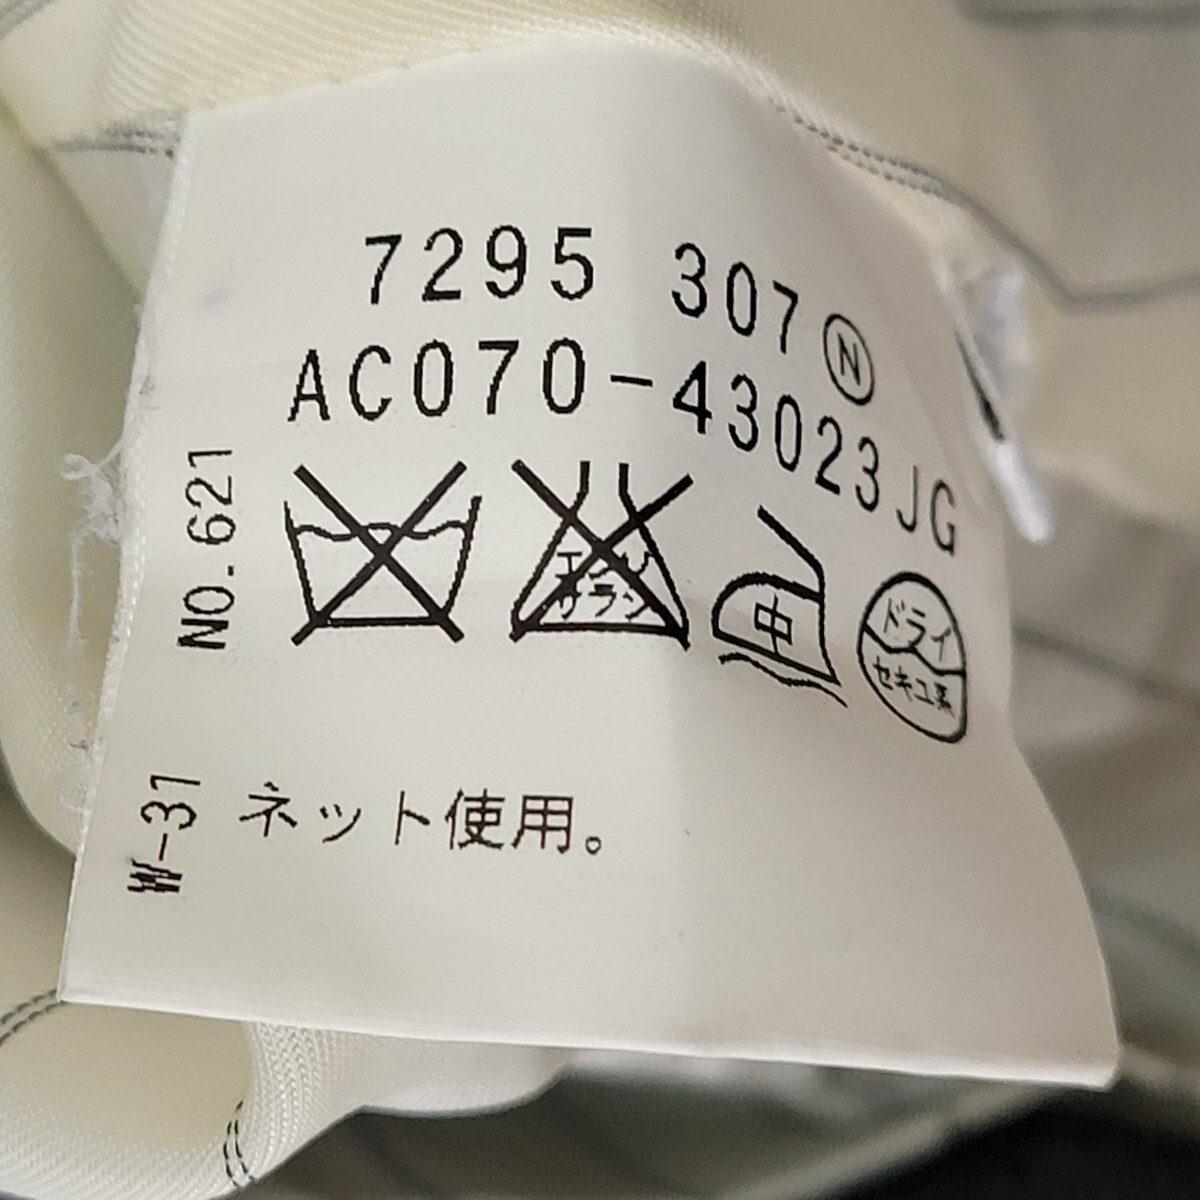 7295 307 Ⓝ
AC070-43023JG
NO.621
エンソ
サラシ
中
ドライ
セキユ系
W-31
ネット使用。